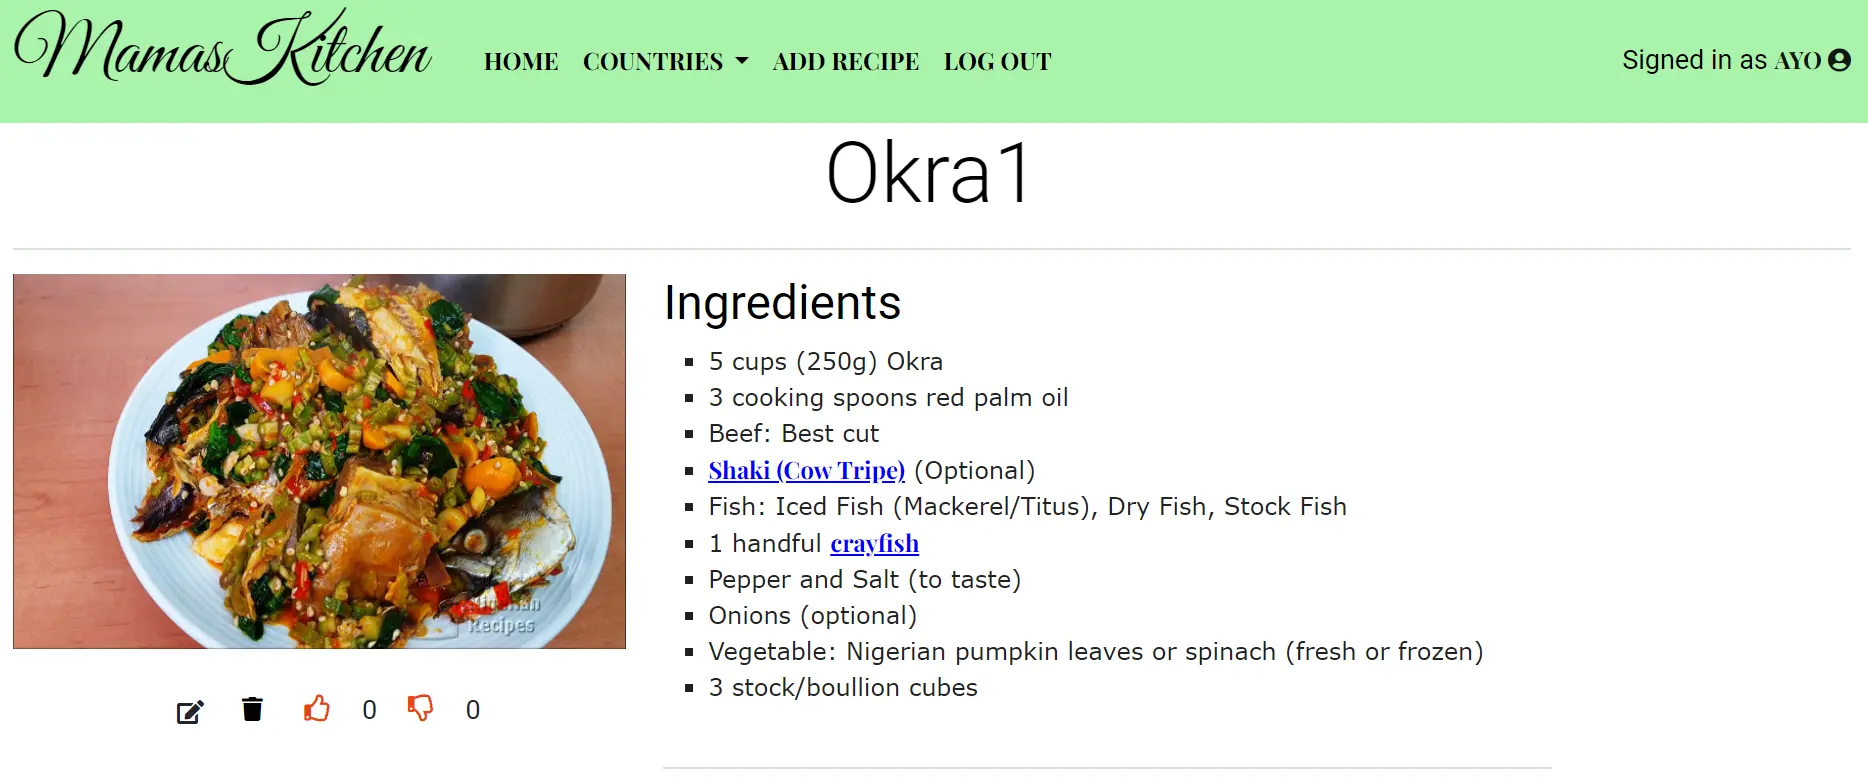 MamasKitchen
HOME COUNTRIES ADD RECIPE LOG OUT
Signed in as AYO
Okra1
Ingredients
5 cups (250g) Okra
3 cooking spoons red palm oil
Beef: Best cut
Shaki (Cow Tripe) (Optional)
Fish: Iced Fish (Mackerel/Titus), Dry Fish, Stock Fish
1 handful crayfish
Pepper and Salt (to taste)
Onions (optional)
Vegetable: Nigerian pumpkin leaves or spinach (fresh or frozen)
3 stock/boullion cubes
Nigerian
Recipes
0 0